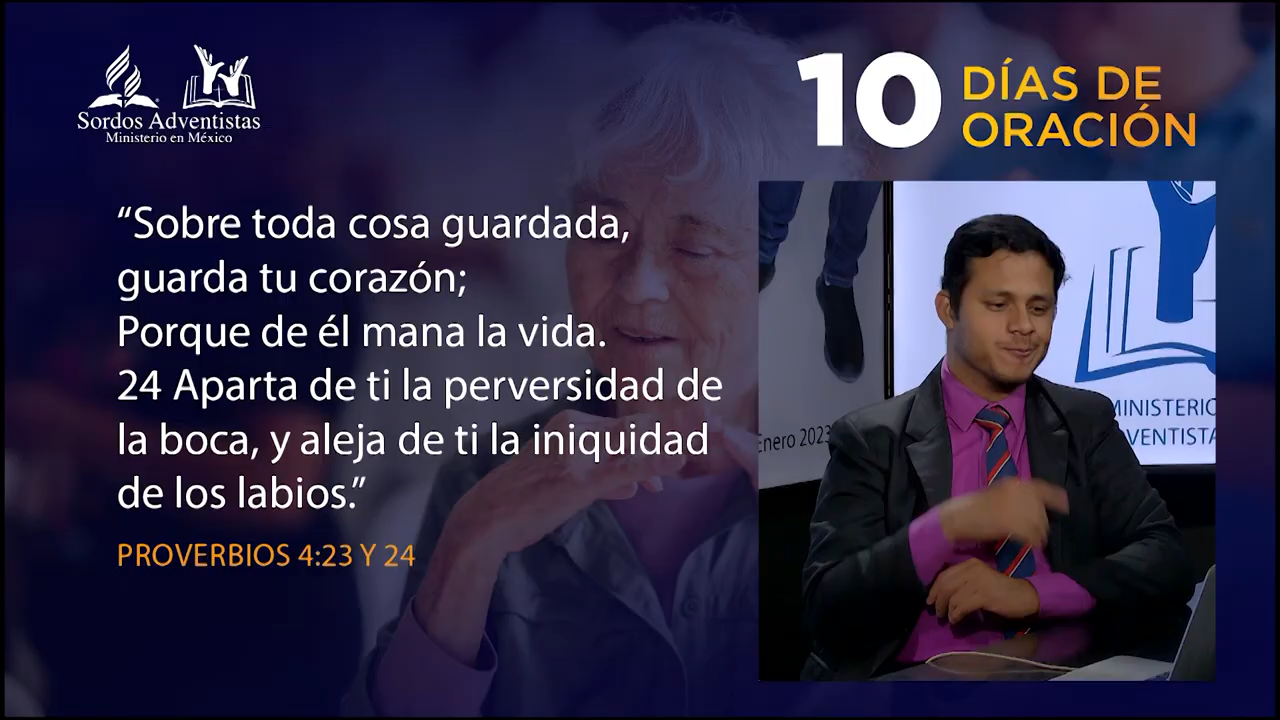 Sordos Adventistas
Ministerio en México
10 DÍAS DE
ORACIÓN
“Sobre toda cosa guardada,
guarda tu corazón;
Porque de él mana la vida.
24 Aparta de ti la perversidad de
la boca, y aleja de ti la iniquidad
de los labios.”
PROVERBIOS 4:23 Y 24
Enero 2023
MINISTERIO